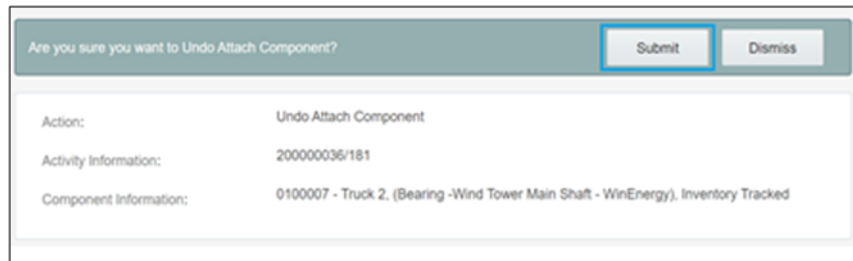 Are you sure you want to Undo Attach Component?
Submit
Dismiss
Action:
Undo Attach Component
Activity Information:
200000036/181
Component Information:
0100007 - Truck 2, (Bearing -Wind Tower Main Shaft - WinEnergy), Inventory Tracked